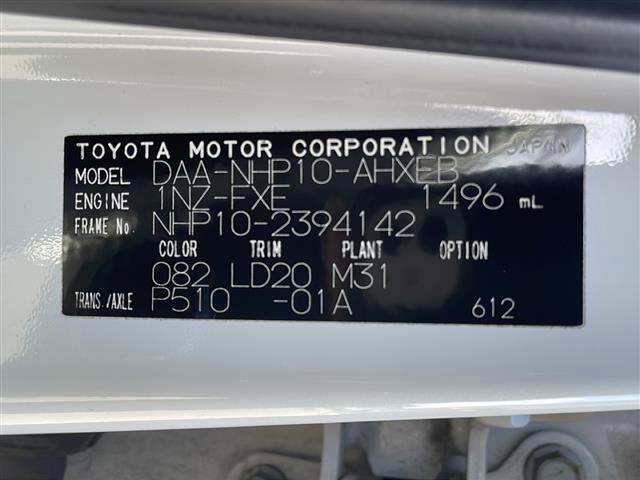 TOYOTA MOTOR CORPORATION JAPAN
MODEL DAA-NHP10-AHXEB
ENGINE 1NZ-FXE 1496 mL
FRAME No. NHP10-2394142
COLOR TRIM PLANT OPTION
082 LD20 M31
TRANS./AXLE P510 -01A 612